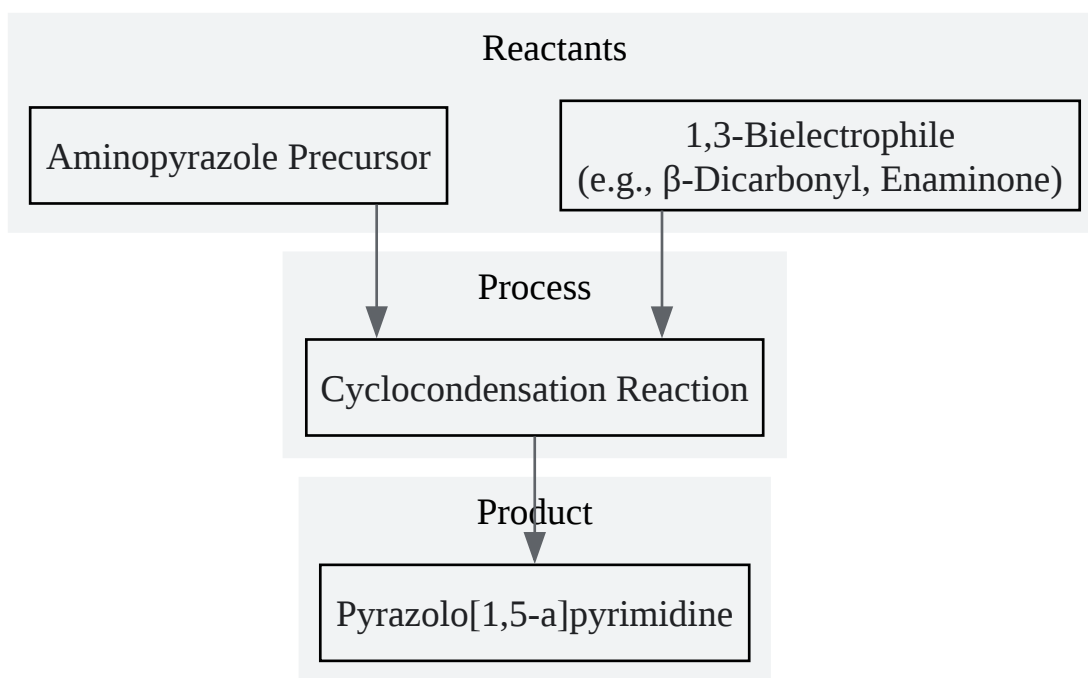 Reactants
Aminopyrazole Precursor
1,3-Bielectrophile
(e.g., β-Dicarbonyl, Enaminone)
Process
Cyclocondensation Reaction
Product
Pyrazolo[1,5-a]pyrimidine